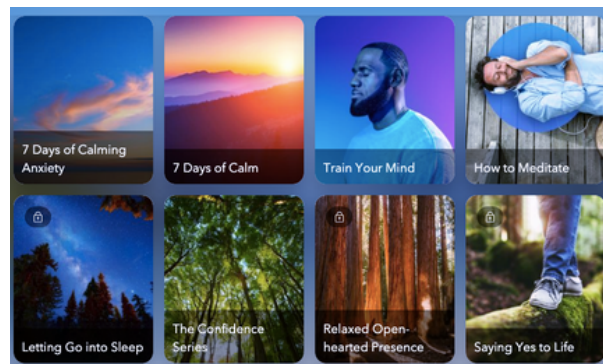 7 Days of Calming
Anxiety
7 Days of Calm
Train Your Mind
How to Meditate
Letting Go into Sleep
The Confidence
Series
Relaxed Open-
hearted Presence
Saying Yes to Life